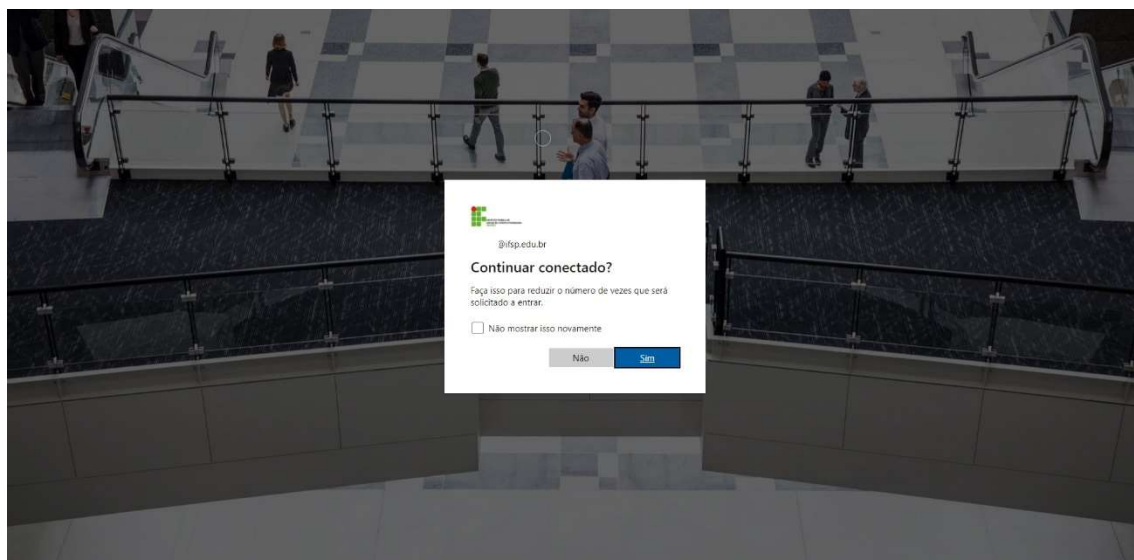 @ifsp.edu.br
Continuar conectado?
Faça isso para reduzir o número de vezes que será
solicitado a entrar.
Não mostrar isso novamente
Não
Sim